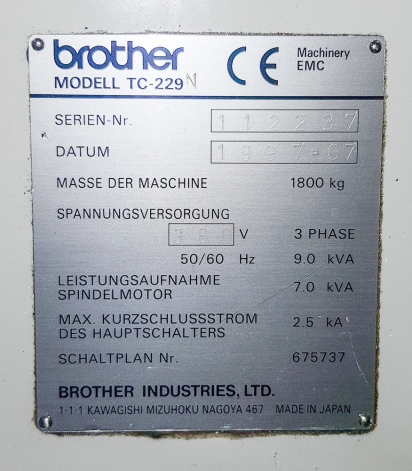 brother
CE
Machinery
EMC
MODELL TC-229N
SERIEN-Nr. 112237
DATUM 1997-07
MASSE DER MASCHINE 1800 kg
SPANNUNGSVERSORGUNG
380 V 3 PHASE
50/60 Hz 9.0 kVA
LEISTUNGSAUFNAHME
SPINDELMOTOR 7.0 kVA
MAX. KURZSCHLUSSSTROM
DES HAUPTSCHALTERS 2.5 kA
SCHALTPLAN Nr. 675737
BROTHER INDUSTRIES, LTD.
1-1-1 KAWAGISHI MIZUHOKU NAGOYA 467 MADE IN JAPAN